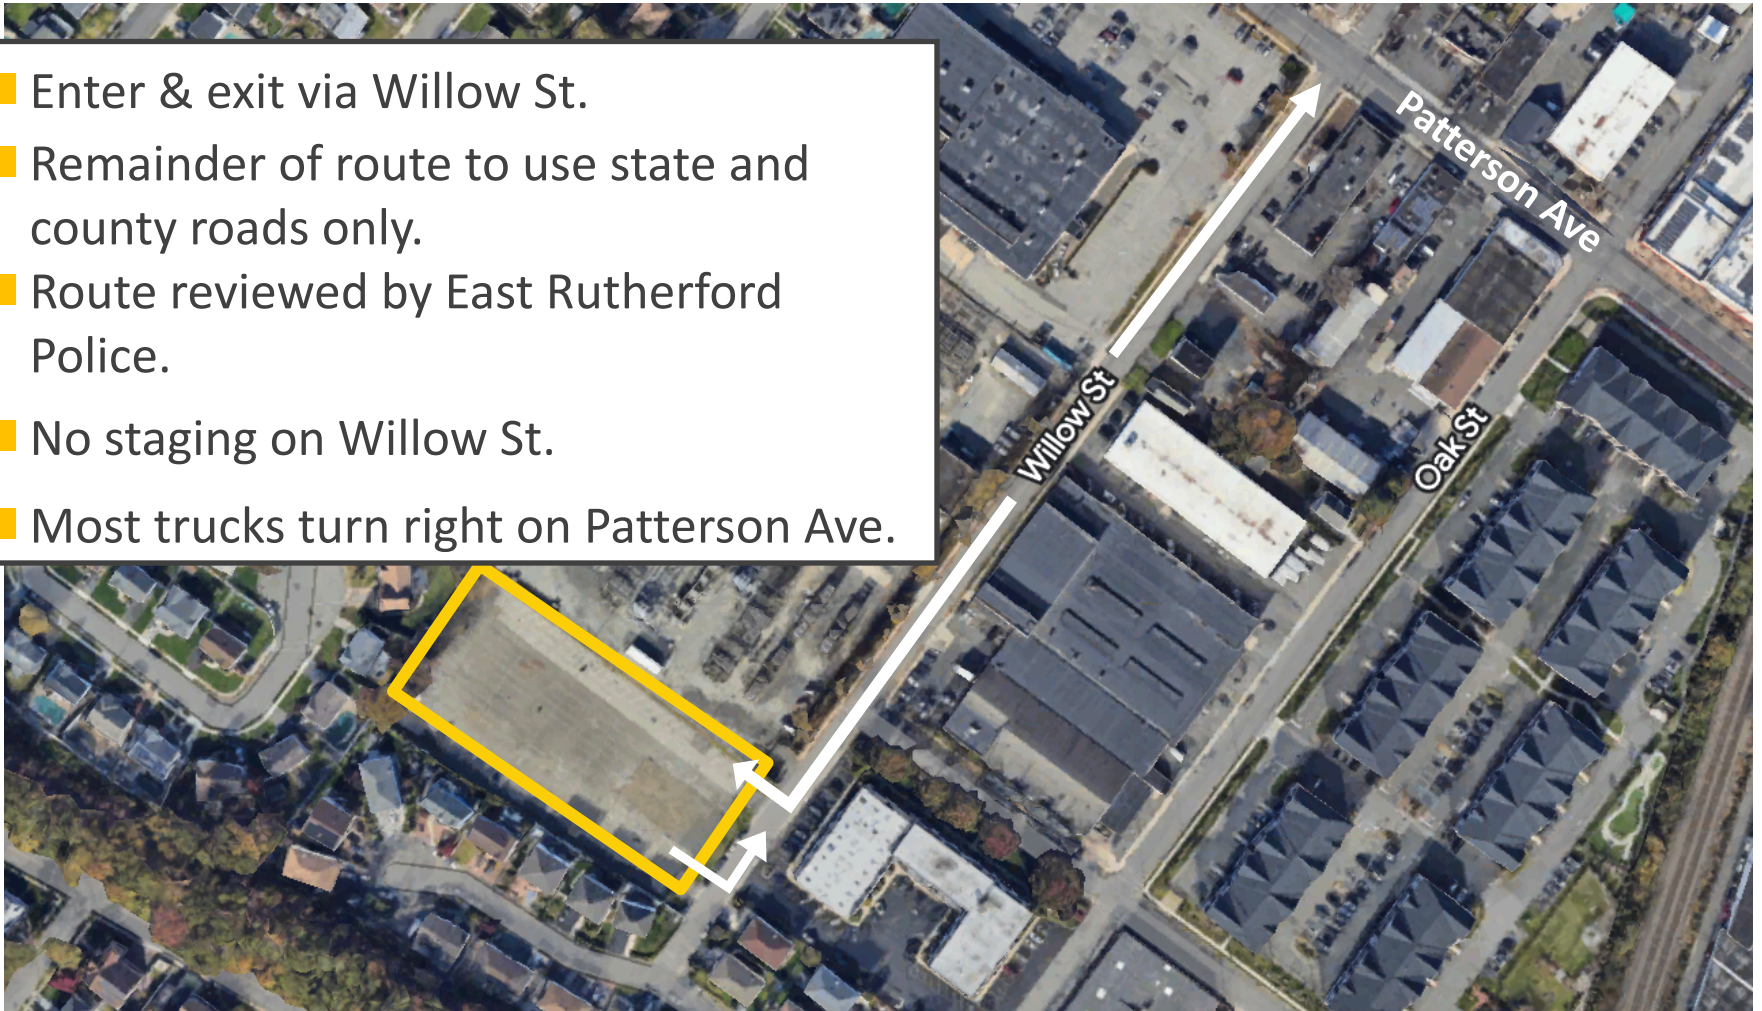 Enter & exit via Willow St.
Remainder of route to use state and
county roads only.
Route reviewed by East Rutherford
Police.
No staging on Willow St.
Most trucks turn right on Patterson Ave.
Patterson Ave
Willow St
Oak St